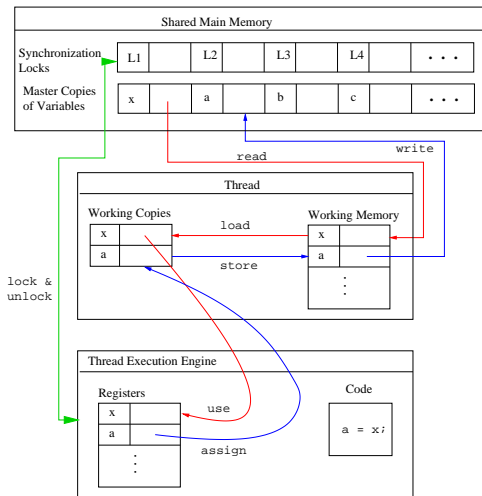 Shared Main Memory
Synchronization
Locks
L1 L2 L3 L4 . . .
Master Copies
of Variables
x a b c . . .
read
write
Thread
Working Copies
Working Memory
x
a
load
store
x
a
lock &
unlock
Thread Execution Engine
Registers
Code
x
a
use
assign
a = x;